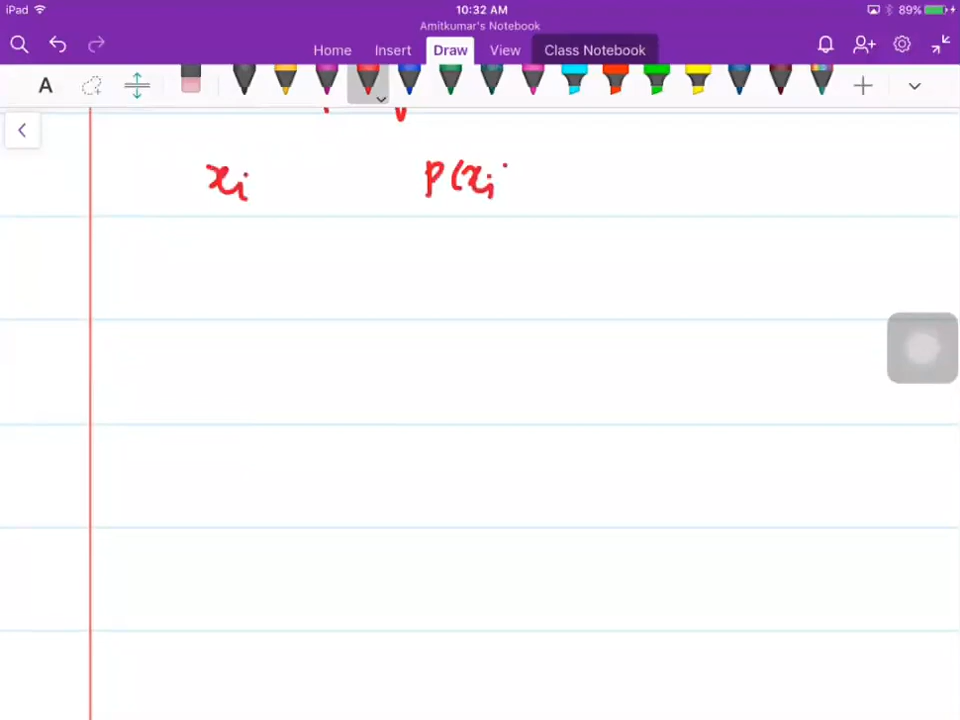 iPad 10:32 AM 89%
Amitkumar's Notebook
Home Insert Draw View Class Notebook
A
xi P(xi